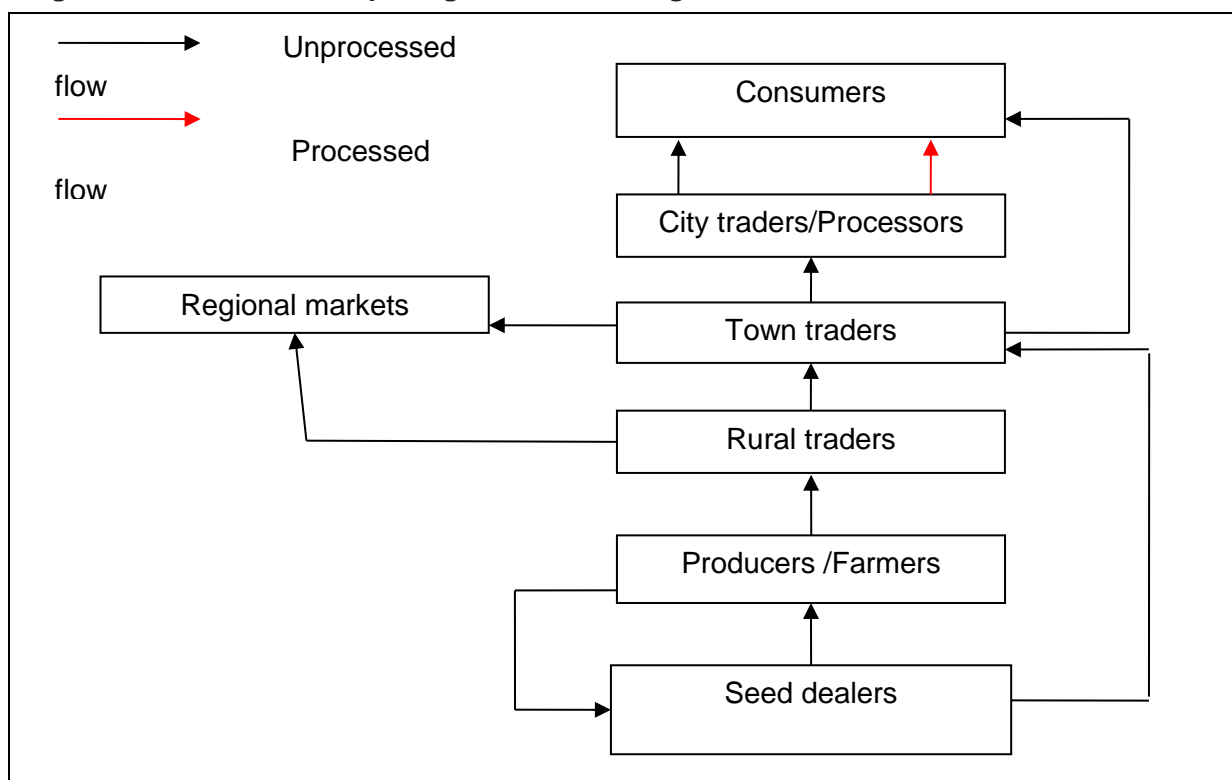 Unprocessed
flow
Processed
flow
Consumers
City traders/Processors
Regional markets
Town traders
Rural traders
Producers /Farmers
Seed dealers